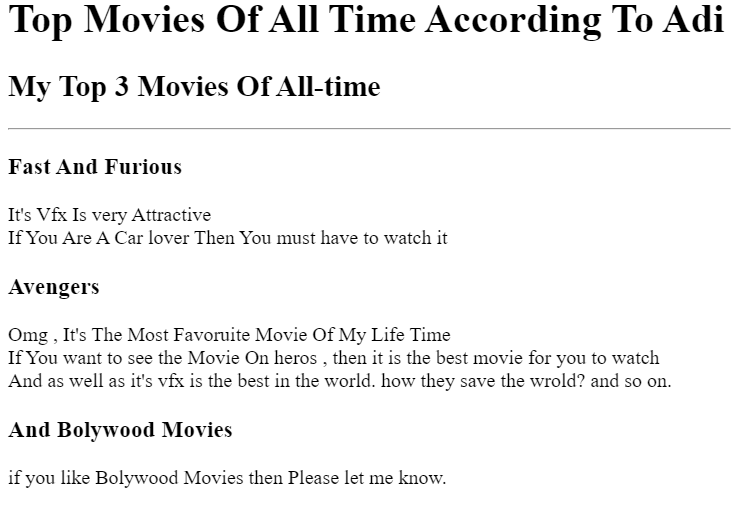 Top Movies Of All Time According To Adi
My Top 3 Movies Of All-time
Fast And Furious
It's Vfx Is very Attractive
If You Are A Car lover Then You must have to watch it
Avengers
Omg , It's The Most Favoruite Movie Of My Life Time
If You want to see the Movie On heros , then it is the best movie for you to watch
And as well as it's vfx is the best in the world. how they save the wrold? and so on.
And Bolywood Movies
if you like Bolywood Movies then Please let me know.